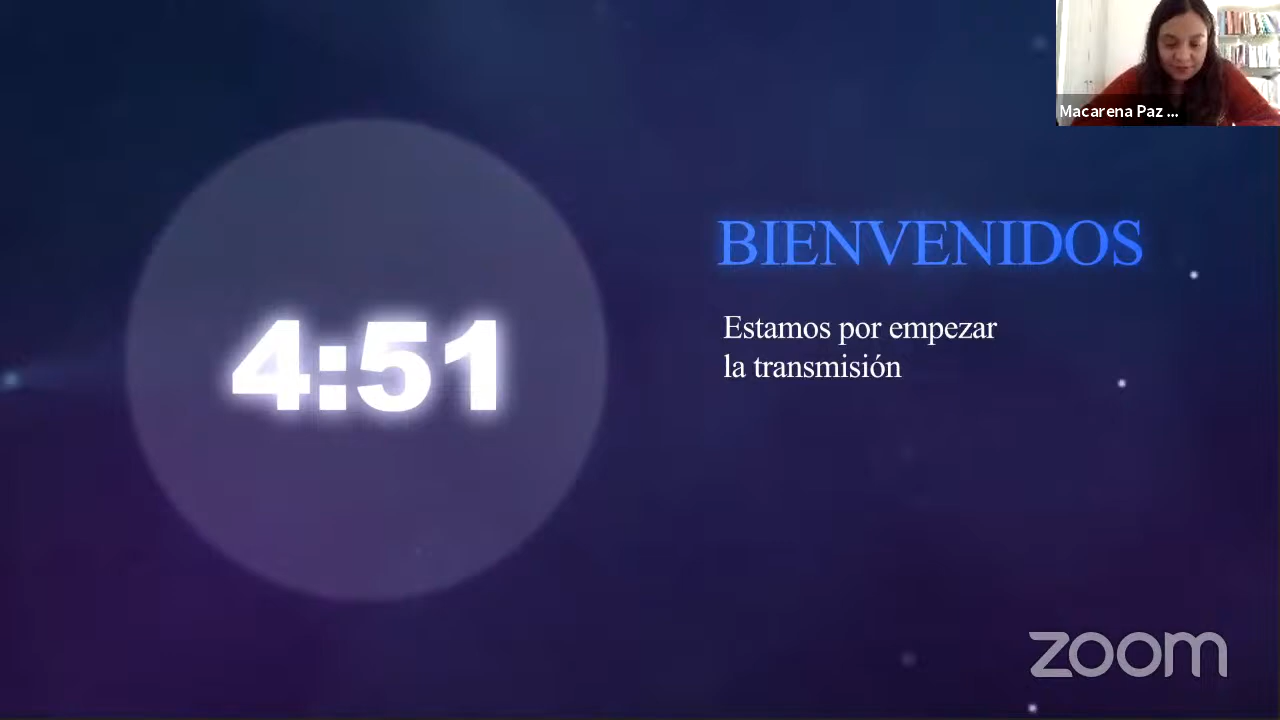 Macarena Paz ...
BIENVENIDOS
Estamos por empezar
la transmisión
4:51
zoom